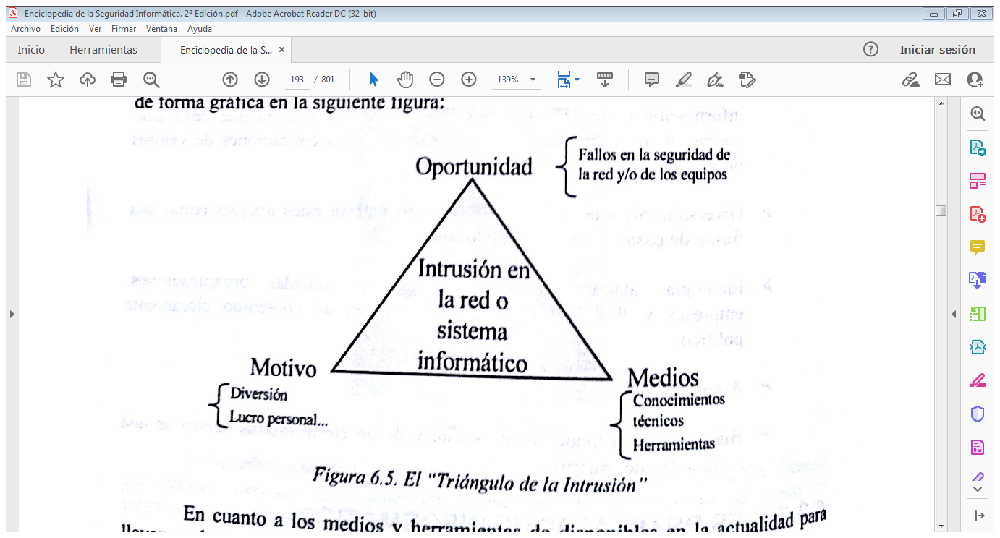 Enciclopedia de la Seguridad Informática. 2ª Edición.pdf - Adobe Acrobat Reader DC (32-bit)
Archivo Edición Ver Firmar Ventana Ayuda
Inicio Herramientas Enciclopedia de la S... × Iniciar sesión
193 / 801 139%
de forma gráfica en la siguiente figura:
Oportunidad
Fallos en la seguridad de
la red y/o de los equipos
Intrusión en
la red o
sistema
informático
Motivo
Diversión
Lucro personal...
Medios
Conocimientos
técnicos
Herramientas
Figura 6.5. El “Triángulo de la Intrusión”
En cuanto a los medios y herramientas de disponibles en la actualidad para